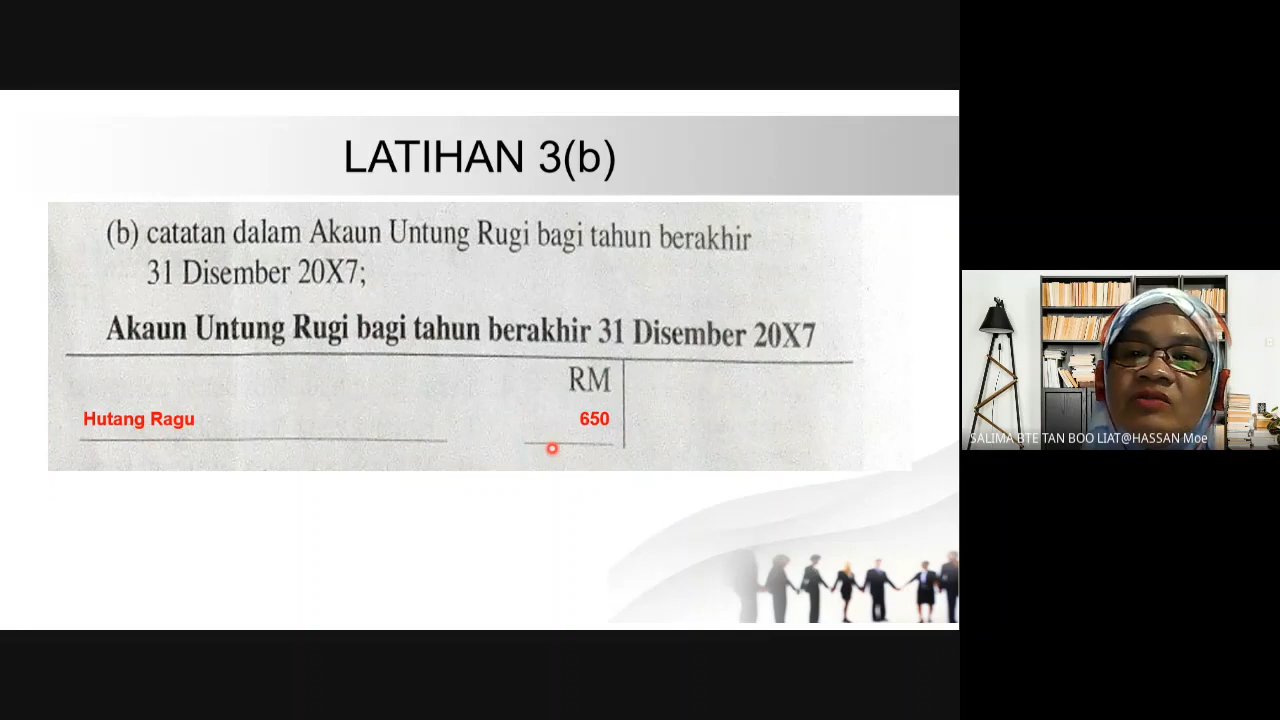 LATIHAN 3(b)
(b) catatan dalam Akaun Untung Rugi bagi tahun berakhir
31 Disember 20X7;
Akaun Untung Rugi bagi tahun berakhir 31 Disember 20X7
RM
Hutang Ragu 650
SALIMA BTE TAN BOO LIAT@HASSAN Moe